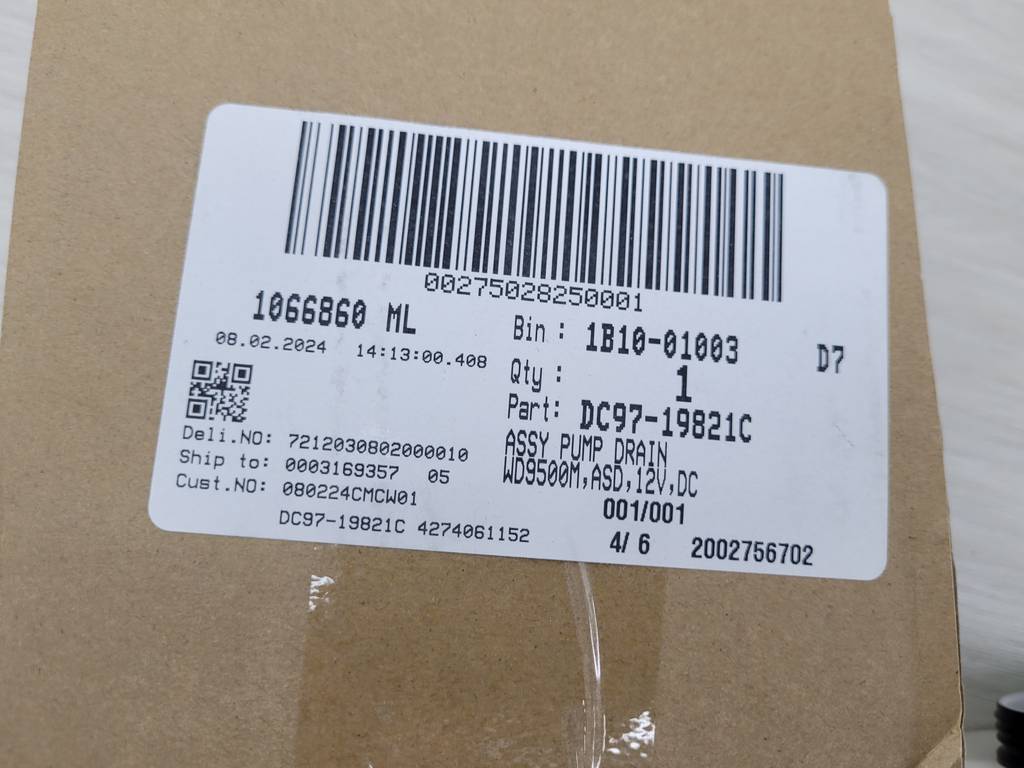 00275028250001
1066860 ML
08.02.2024 14:13:00.408
Bin : 1B10-01003 D7
Qty : 1
Part: DC97-19821C
ASSY PUMP DRAIN
WD9500M,ASD,12V,DC
Deli.NO: 7212030802000010
Ship to: 0003169357 05
Cust.NO: 080224CMCW01
001/001
DC97-19821C 4274061152
4/ 6 2002756702